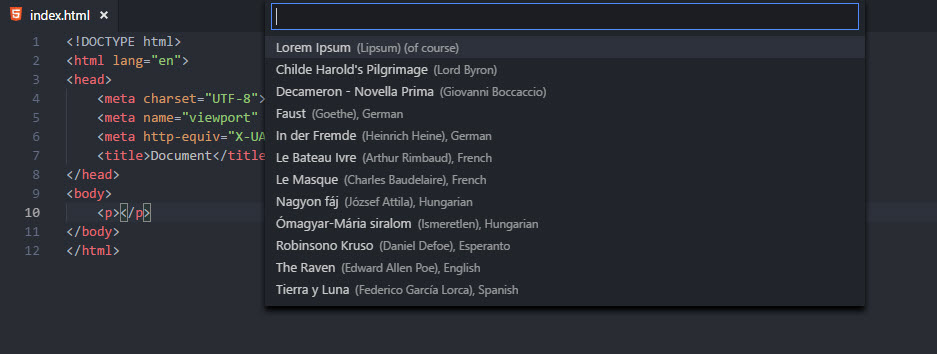 index.html ×
1 <!DOCTYPE html>
2 <html lang="en">
3 <head>
4 <meta charset="UTF-8">
5 <meta name="viewport"
6 <meta http-equiv="X-UA
7 <title>Document</title
8 </head>
9 <body>
10 <p></p>
11 </body>
12 </html>
Lorem Ipsum (Lipsum) (of course)
Childe Harold's Pilgrimage (Lord Byron)
Decameron - Novella Prima (Giovanni Boccaccio)
Faust (Goethe), German
In der Fremde (Heinrich Heine), German
Le Bateau Ivre (Arthur Rimbaud), French
Le Masque (Charles Baudelaire), French
Nagyon fáj (József Attila), Hungarian
Ómagyar-Mária siralom (Ismeretlen), Hungarian
Robinsono Kruso (Daniel Defoe), Esperanto
The Raven (Edward Allen Poe), English
Tierra y Luna (Federico García Lorca), Spanish